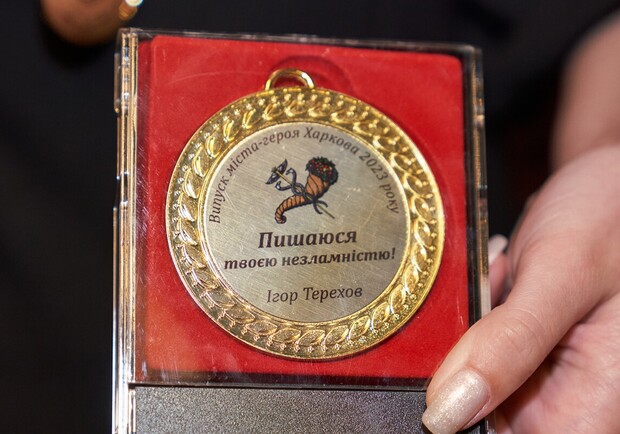 Випуск міста-героя Харкова 2023 року
Пишаюся
твоєю незламністю!
Ігор Терехов